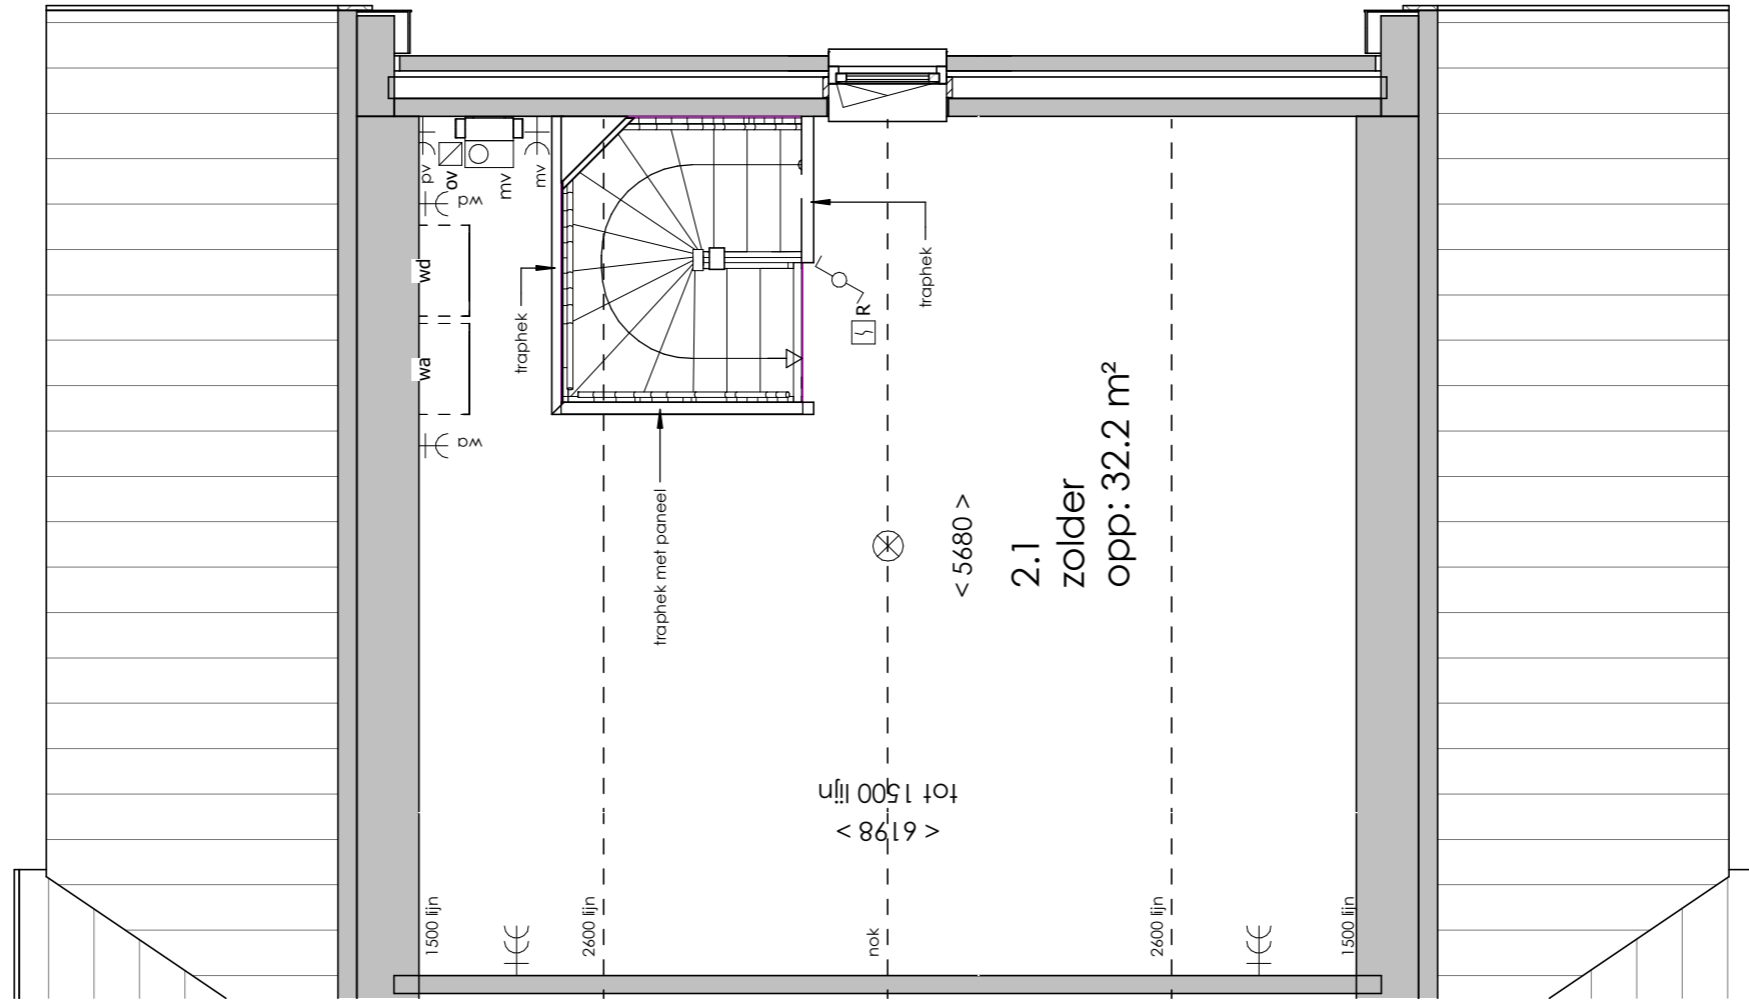 pv
ov
mv
mv
wd
wd
wa
wa
traphek
traphek
R
traphek met paneel
< 5680 >
2.1
zolder
opp: 32.2 m²
tot 1500 lijn
< 6198 >
1500 lijn
2600 lijn
nok
2600 lijn
1500 lijn